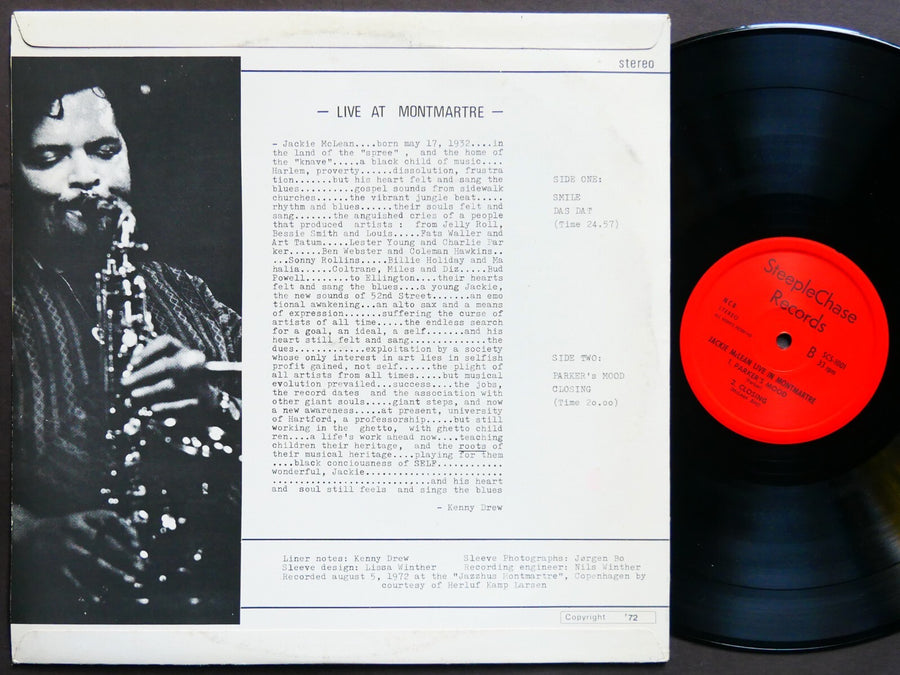 stereo
— LIVE AT MONTMARTRE —
- Jackie McLean....born may 17, 1932....in
the land of the "spree" , and the home of
the "knave".....a black child of music....
Harlem, proverty......dissolution, frustra
tion.......but his heart felt and sang the
blues..........gospel sounds from sidewalk
churches......the vibrant jungle beat.....
rhythm and blues......their souls felt and
sang.......the anguished cries of a people
that produced artists : from Jelly Roll,
Bessie Smith and Louis.....Fats Waller and
Art Tatum.....Lester Young and Charlie Par
ker......Ben Webster and Coleman Hawkins..
...Sonny Rollins.....Billie Holiday and Ma
halia......Coltrane, Miles and Diz.....Bud
Powell........to Ellington....their hearts
felt and sang the blues....a young Jackie,
the new sounds of 52nd Street......an emo
tional awakening...an alto sax and a means
of expression.......suffering the curse of
artists of all time.....the endless search
for a goal, an ideal, a self.......and his
heart still felt and sang..............the
dues...........exploitation by a society
whose only interest in art lies in selfish
profit gained, not self......the plight of
all artists from all times.....but musical
evolution prevailed...success....the jobs,
the record dates and the association with
other giant souls.....giant steps, and now
a new awareness.....at present, university
of Hartford, a professorship.....but still
working in the ghetto, with ghetto child
ren....a life's work ahead now....teaching
children their heritage, and the roots of
their musical heritage....playing for them
....black conciousness of SELF............
wonderful, Jackie.........................
...........................and his heart
and soul still feels and sings the blues
- Kenny Drew
SIDE ONE:
SMILE
DAS DAT
(Time 24.57)
SIDE TWO:
PARKER's MOOD
CLOSING
(Time 2o.oo)
Liner notes: Kenny Drew
Sleeve Photographs: Jørgen Bo
Sleeve design: Lissa Winther
Recording engineer: Nils Winther
Recorded august 5, 1972 at the "Jazzhus Montmartre", Copenhagen by
courtesy of Herluf Kamp Larsen
Copyright '72
SteepleChase
Records
N.C.B.
STEREO
B
SCS-1001
33 rpm
JACKIE McLEAN LIVE IN MONTMARTRE
1. PARKER'S MOOD
(Parker)
2. CLOSING